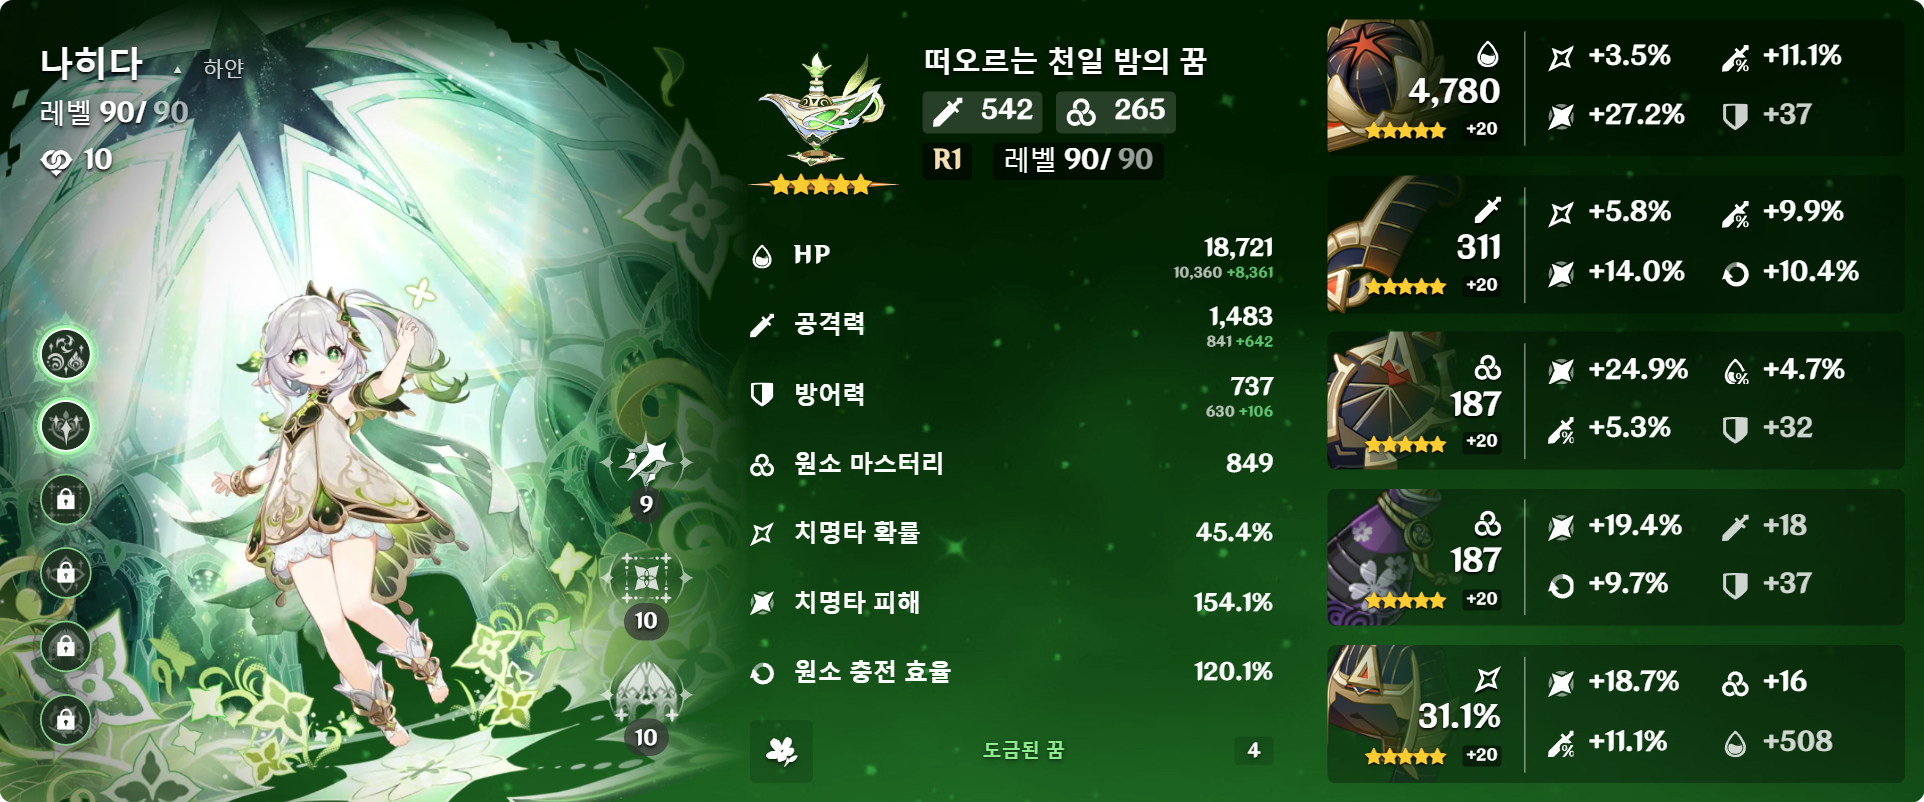 나히다 ▲ 하얀
레벨 90/ 90
10
9
10
10
떠오르는 천일 밤의 꿈
542 265
R1 레벨 90/ 90
HP 18,721
10,360 +8,361
공격력 1,483
841 +642
방어력 737
630 +106
원소 마스터리 849
치명타 확률 45.4%
치명타 피해 154.1%
원소 충전 효율 120.1%
도금된 꿈 4
4,780
+20
+3.5% +11.1%
+27.2% +37
311
+20
+5.8% +9.9%
+14.0% +10.4%
187
+20
+24.9% +4.7%
+5.3% +32
187
+20
+19.4% +18
+9.7% +37
31.1%
+20
+18.7% +16
+11.1% +508